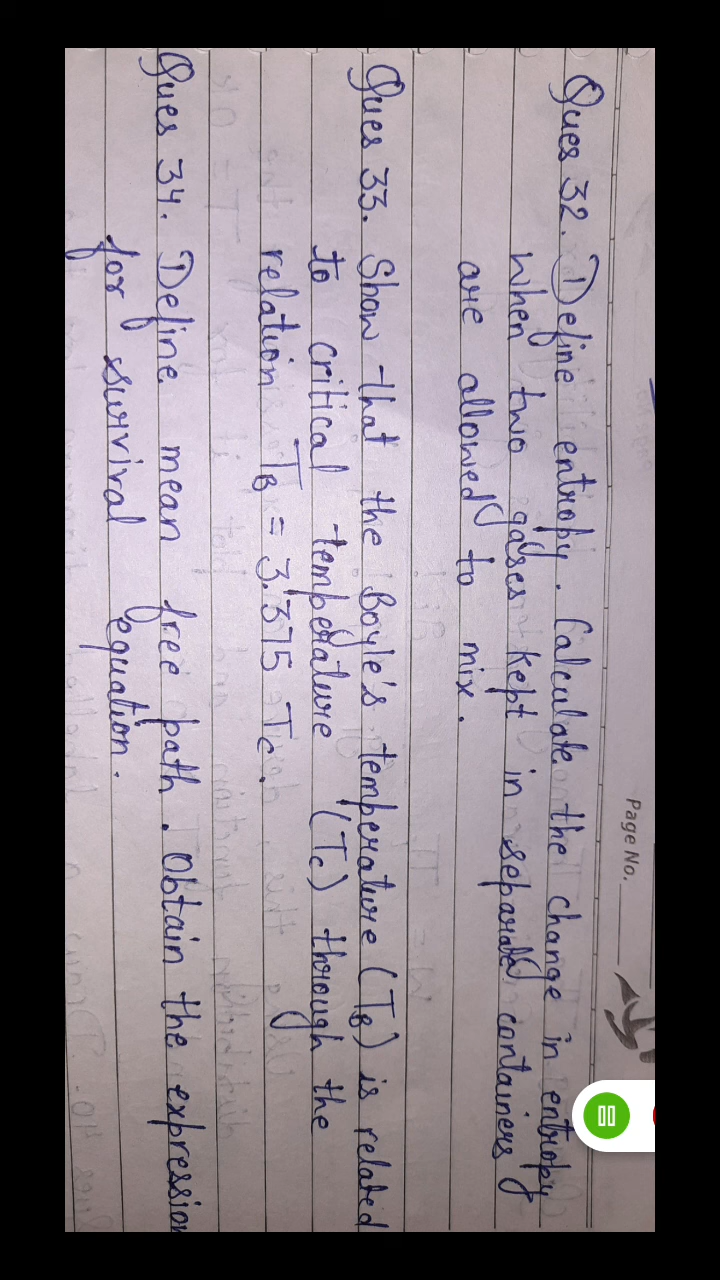 Page No.
Ques 32. Define entropy. Calculate the change in entropy
when two gases kept in separate containers
are allowed to mix.
Ques 33. Show that the Boyle's temperature (TB) is related
to critical temperature (Tc) through the
relation TB = 3.375 Tc.
Ques 34. Define mean free path. Obtain the expression
for survival equation.